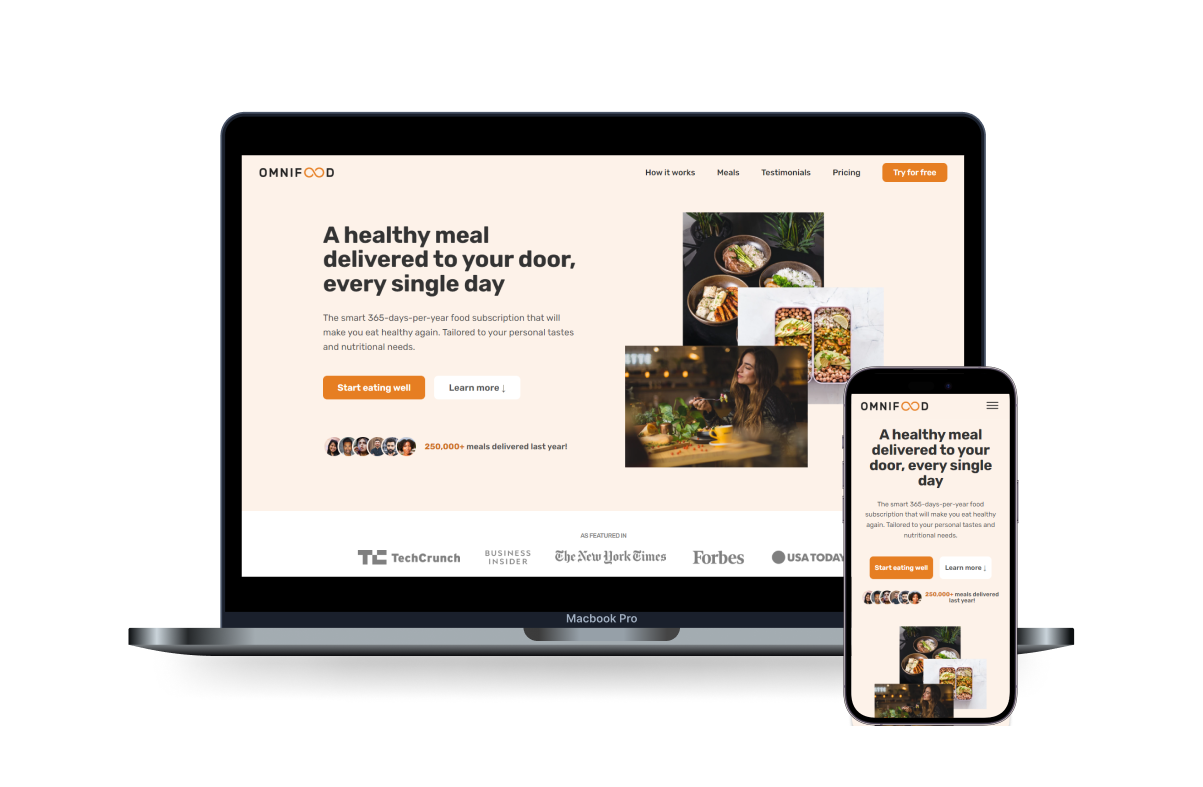 OMNIFOOD
How it works Meals Testimonials Pricing Try for free
A healthy meal
delivered to your door,
every single day
The smart 365-days-per-year food subscription that will
make you eat healthy again. Tailored to your personal tastes
and nutritional needs.
Start eating well Learn more ↓
250,000+ meals delivered last year!
AS FEATURED IN
TechCrunch
BUSINESS
INSIDER
The New York Times
Forbes
USA TODAY
Macbook Pro
OMNIFOOD
A healthy meal
delivered to your
door, every single
day
The smart 365-days-per-year food
subscription that will make you eat healthy
again. Tailored to your personal tastes and
nutritional needs.
Start eating well Learn more ↓
250,000+ meals delivered
last year!